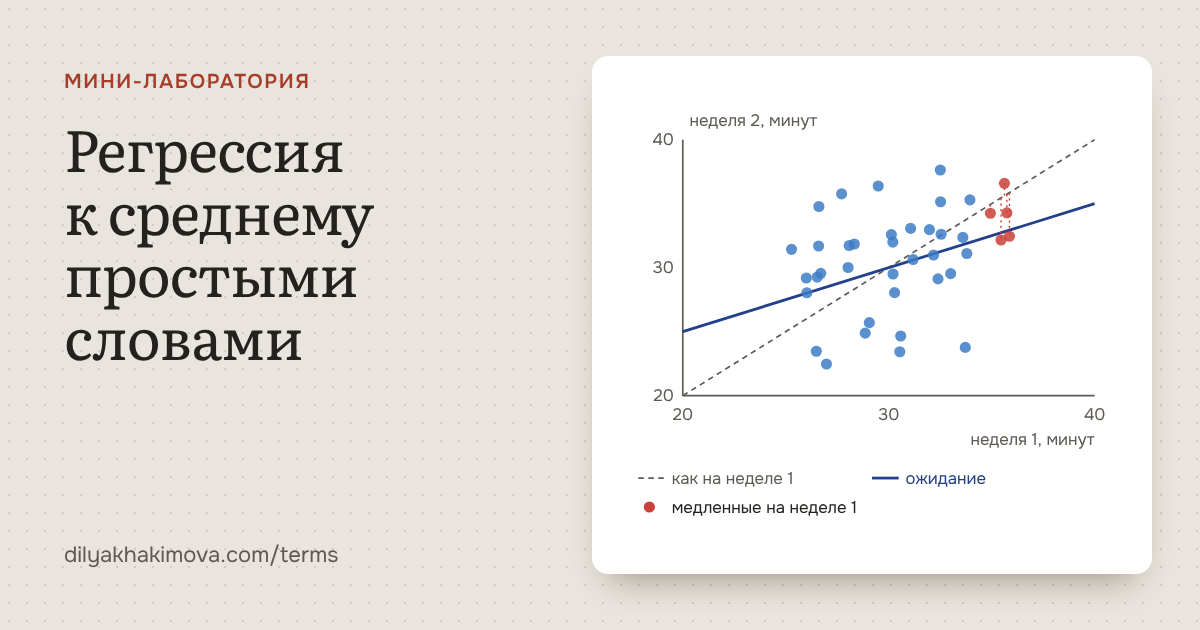 МИНИ-ЛАБОРАТОРИЯ
Регрессия
к среднему
простыми
словами
dilyakhakimova.com/terms
неделя 2, минут
40
30
20
20
30
40
неделя 1, минут
как на неделе 1
ожидание
медленные на неделе 1